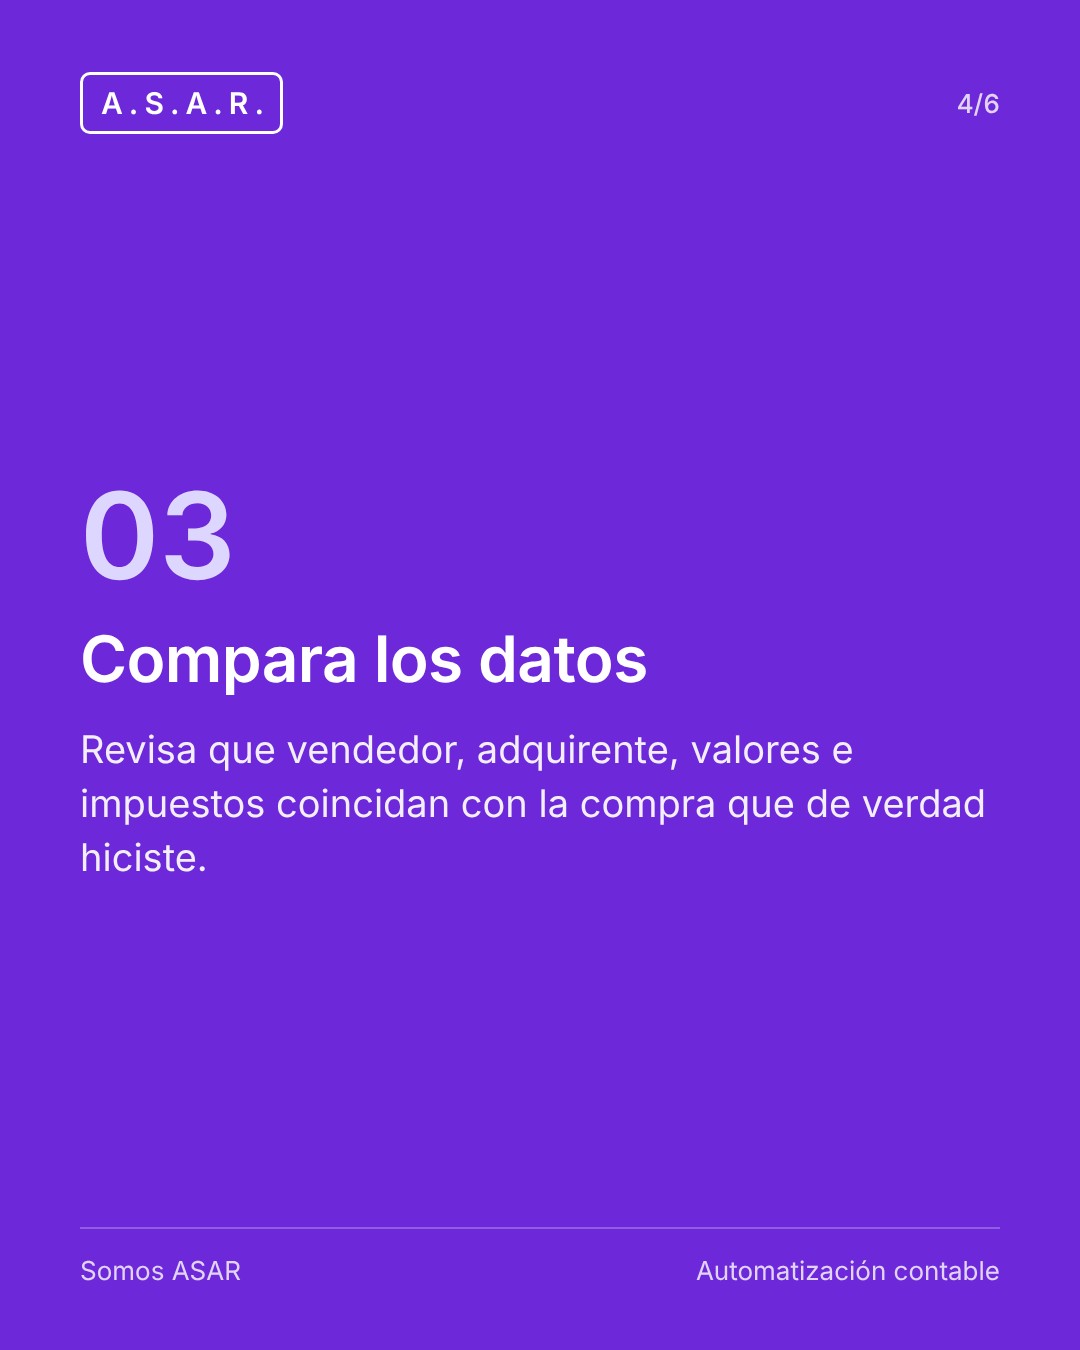 A.S.A.R.
4/6
03
Compara los datos
Revisa que vendedor, adquirente, valores e
impuestos coincidan con la compra que de verdad
hiciste.
Somos ASAR
Automatización contable